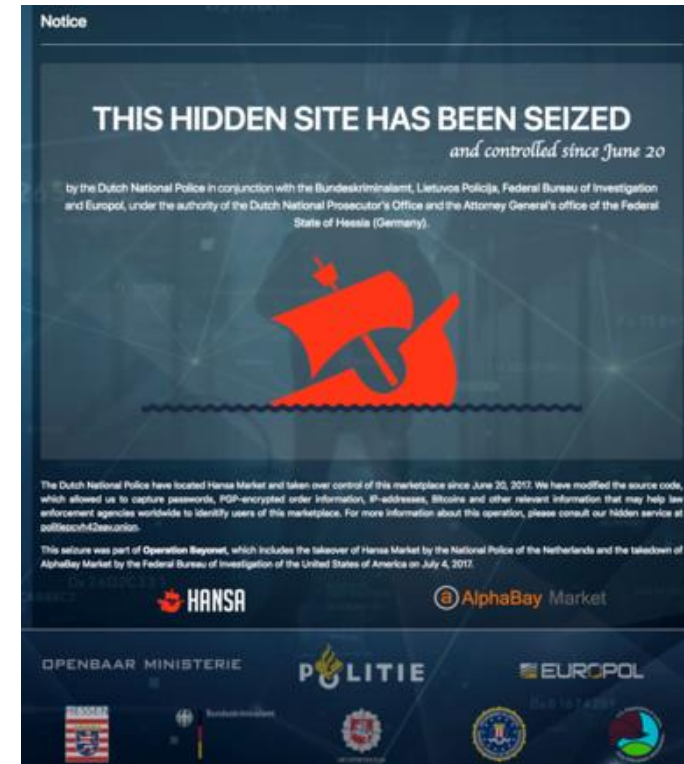 Notice
THIS HIDDEN SITE HAS BEEN SEIZED
and controlled since June 20
by the Dutch National Police in conjunction with the Bundeskriminalamt, Lietuvos Policija, Federal Bureau of Investigation
and Europol, under the authority of the Dutch National Prosecutor's Office and the Attorney General's office of the Federal
State of Hessia (Germany).
The Dutch National Police have located Hansa Market and taken over control of this marketplace since June 20, 2017. We have modified the source code,
which allowed us to capture passwords, PGP-encrypted order information, IP-addresses, Bitcoins and other relevant information that may help law
enforcement agencies worldwide to identify users of this marketplace. For more information about this operation, please consult our hidden service at
politiepcvh42eav.onion.
This seizure was part of Operation Bayonet, which includes the takeover of Hansa Market by the National Police of the Netherlands and the takedown of
AlphaBay Market by the Federal Bureau of Investigation of the United States of America on July 4, 2017.
HANSA
a AlphaBay Market
OPENBAAR MINISTERIE
POLITIE
EUROPOL
HESSEN
Bundeskriminalamt